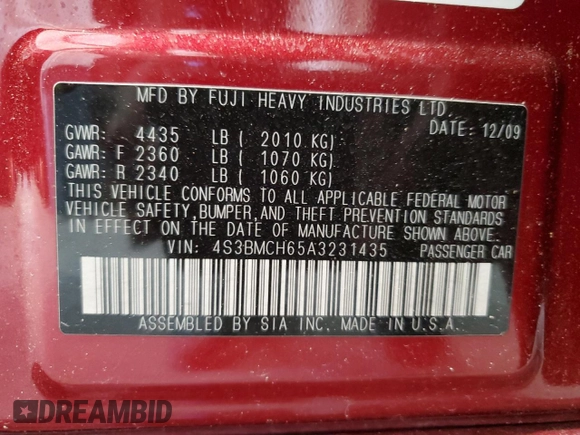 MFD BY FUJI HEAVY INDUSTRIES LTD.
DATE: 12/09
GVWR: 4435 LB ( 2010 KG)
GAWR: F 2360 LB ( 1070 KG)
GAWR: R 2340 LB ( 1060 KG)
THIS VEHICLE CONFORMS TO ALL APPLICABLE FEDERAL MOTOR
VEHICLE SAFETY, BUMPER, AND THEFT PREVENTION STANDARDS
IN EFFECT ON THE DATE OF MANUFACTURE SHOWN ABOVE.
VIN: 4S3BMCH65A3231435 PASSENGER CAR
ASSEMBLED BY SIA INC. MADE IN U.S.A.
DREAMBID